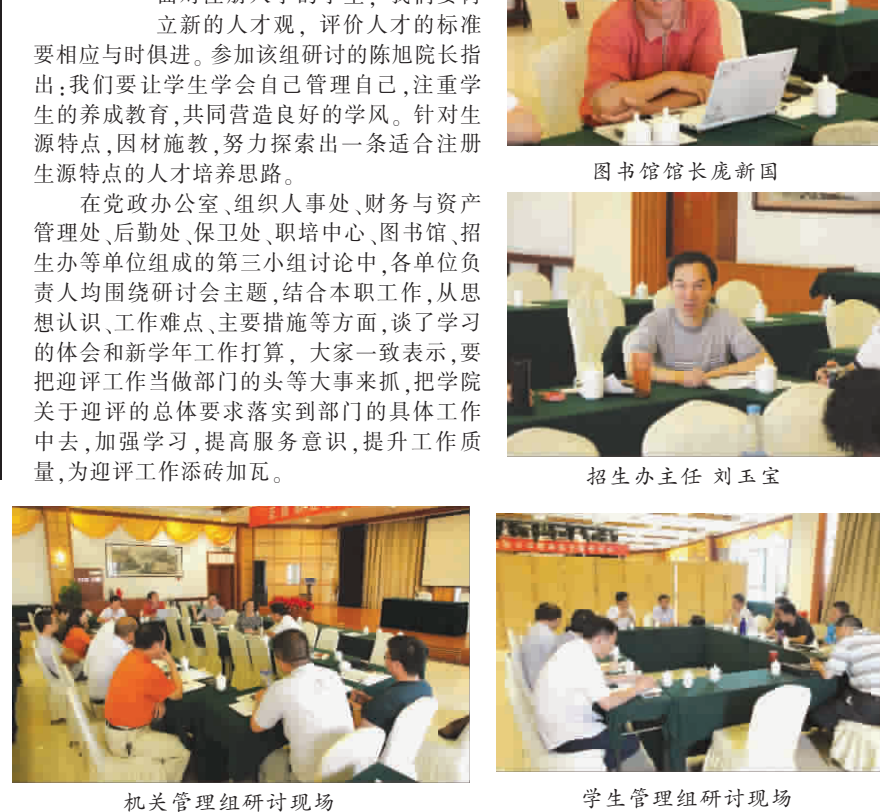 立新的人才观，评价人才的标准
要相应与时俱进。参加该组研讨的陈旭院长指
出：我们要让学生学会自己管理自己，注重学
生的养成教育，共同营造良好的学风。针对生
源特点，因材施教，努力探索出一条适合注册
生源特点的人才培养思路。
在党政办公室、组织人事处、财务与资产
管理处、后勤处、保卫处、职培中心、图书馆、招
生办等单位组成的第三小组讨论中，各单位负
责人均围绕研讨会主题，结合本职工作，从思
想认识、工作难点、主要措施等方面，谈了学习
的体会和新学年工作打算，大家一致表示，要
把迎评工作当做部门的头等大事来抓，把学院
关于迎评的总体要求落实到部门的具体工作
中去，加强学习，提高服务意识，提升工作质
量，为迎评工作添砖加瓦。
图书馆馆长庞新国
招生办主任 刘玉宝
机关管理组研讨现场
学生管理组研讨现场